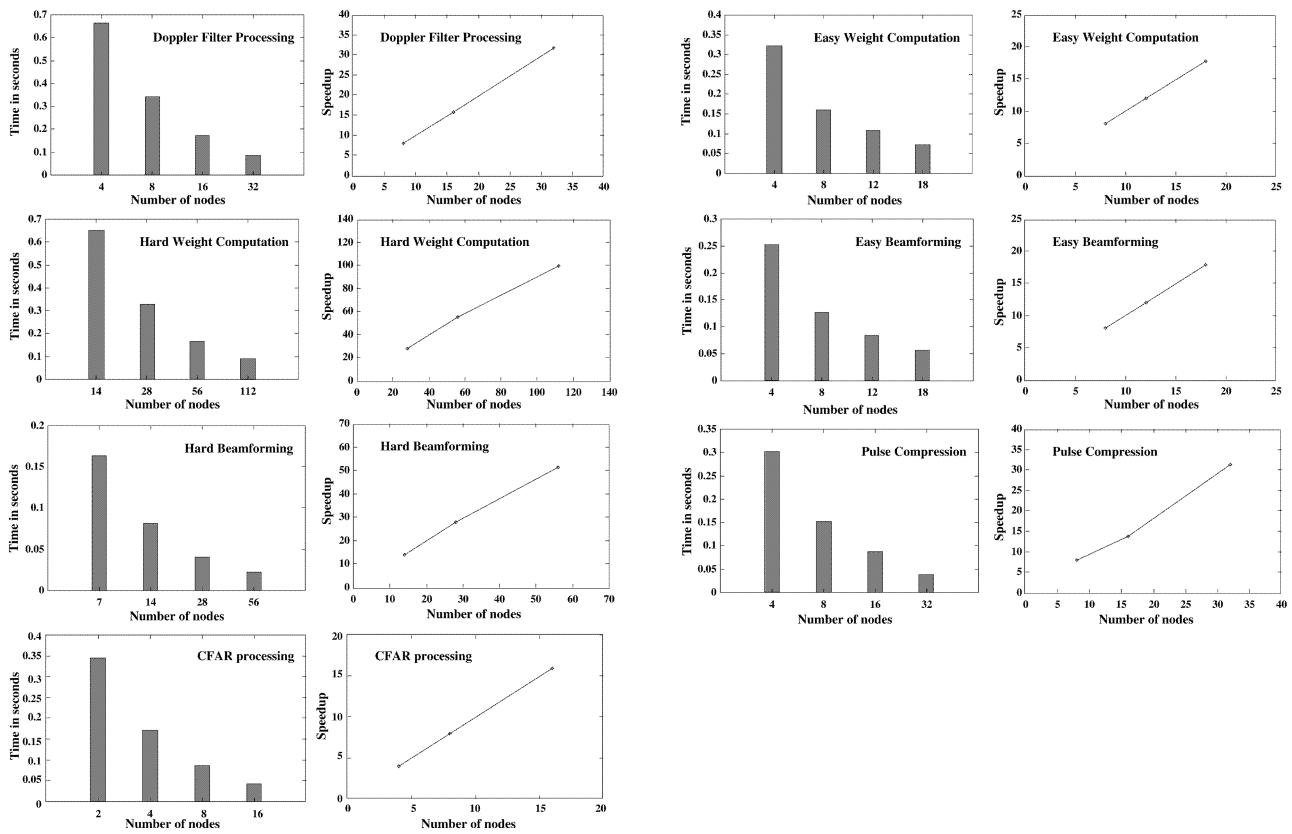 0.7
0.6
0.5
0.4
0.3
0.2
0.1
0
Time in seconds
Doppler Filter Processing
4 8 16 32
Number of nodes
40
35
30
25
20
15
10
5
0
Speedup
Doppler Filter Processing
0 5 10 15 20 25 30 35 40
Number of nodes
0.4
0.35
0.3
0.25
0.2
0.15
0.1
0.05
0
Time in seconds
Easy Weight Computation
4 8 12 18
Number of nodes
25
20
15
10
5
0
Speedup
Easy Weight Computation
0 5 10 15 20 25
Number of nodes
0.7
0.6
0.5
0.4
0.3
0.2
0.1
0
Time in seconds
Hard Weight Computation
14 28 56 112
Number of nodes
140
120
100
80
60
40
20
0
Speedup
Hard Weight Computation
0 20 40 60 80 100 120 140
Number of nodes
0.3
0.25
0.2
0.15
0.1
0.05
0
Time in seconds
Easy Beamforming
4 8 12 18
Number of nodes
25
20
15
10
5
0
Speedup
Easy Beamforming
0 5 10 15 20 25
Number of nodes
0.2
0.15
0.1
0.05
0
Time in seconds
Hard Beamforming
7 14 28 56
Number of nodes
70
60
50
40
30
20
10
0
Speedup
Hard Beamforming
0 10 20 30 40 50 60 70
Number of nodes
0.35
0.3
0.25
0.2
0.15
0.1
0.05
0
Time in seconds
Pulse Compression
4 8 16 32
Number of nodes
40
35
30
25
20
15
10
5
0
Speedup
Pulse Compression
0 5 10 15 20 25 30 35 40
Number of nodes
0.4
0.35
0.3
0.25
0.2
0.15
0.1
0.05
0
Time in seconds
CFAR processing
2 4 8 16
Number of nodes
20
15
10
5
0
Speedup
CFAR processing
0 5 10 15 20
Number of nodes